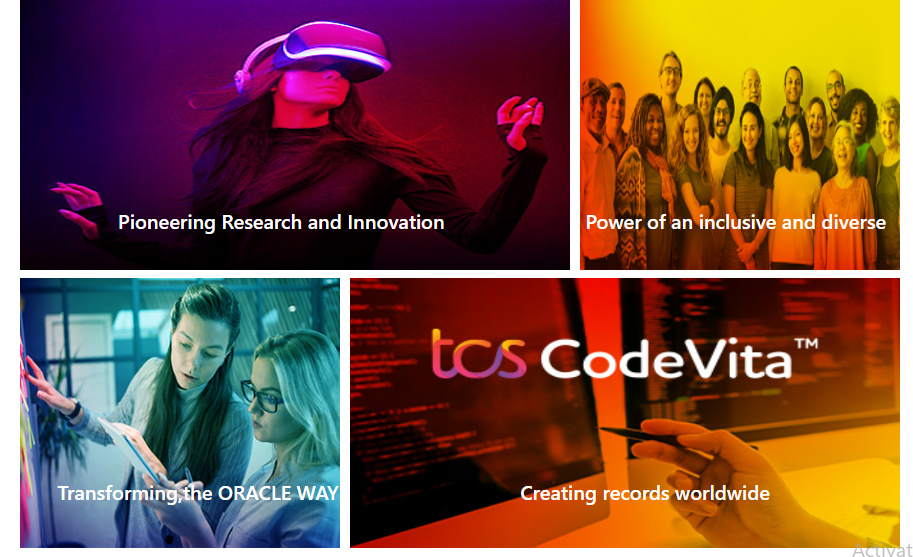 Pioneering Research and Innovation
Power of an inclusive and diverse
tcs CodeVita™
Transforming,the ORACLE WAY
Creating records worldwide
Activat